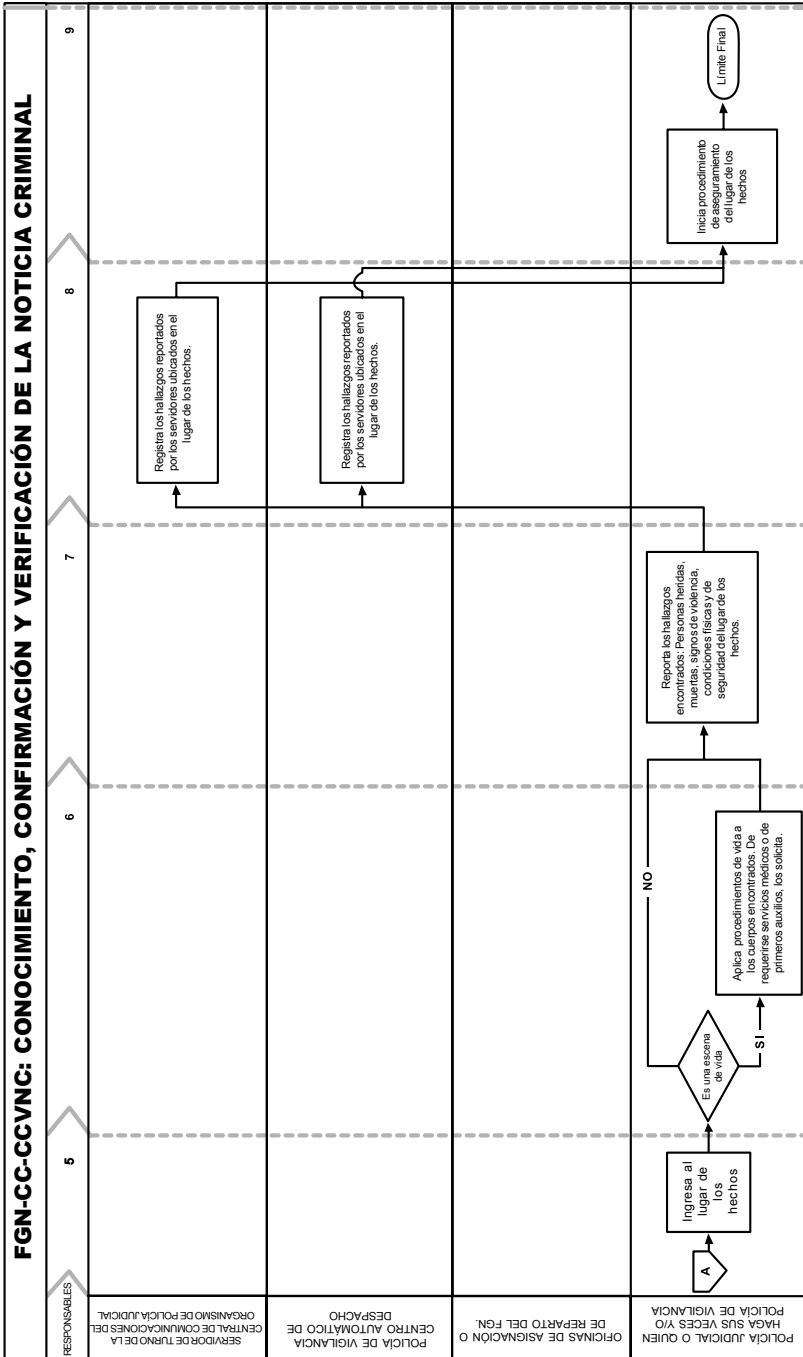 FGN-CC-CCVNC: CONOCIMIENTO, CONFIRMACIÓN Y VERIFICACIÓN DE LA NOTICIA CRIMINAL
RESPONSABLES
5
6
7
8
9
SERVIDOR DE TURNO DE LA
CENTRAL DE COMUNICACIONES DEL
ORGANISMO DE POLICÍA JUDICIAL
Registra los hallazgos reportados
por los servidores ubicados en el
lugar de los hechos.
POLICÍA DE VIGILANCIA
CENTRO AUTOMÁTICO DE
DESPACHO
Registra los hallazgos reportados
por los servidores ubicados en el
lugar de los hechos.
OFICINAS DE ASIGNACIÓN O
DE REPARTO DEL FGN.
POLICÍA JUDICIAL O QUIEN
HAGA SUS VECES Y/O
POLICÍA DE VIGILANCIA
A
Ingresa al
lugar de
los
hechos
Es una escena
de vida
NO
SI
Aplica procedimientos de vida a
los cuerpos encontrados. De
requerirse servicios médicos o de
primeros auxilios, los solicita.
Reporta los hallazgos
encontrados: Personas heridas,
muertas, signos de violencia,
condiciones físicas y de
seguridad del lugar de los
hechos.
Inicia procedimiento
de aseguramiento
del lugar de los
hechos
Límite Final